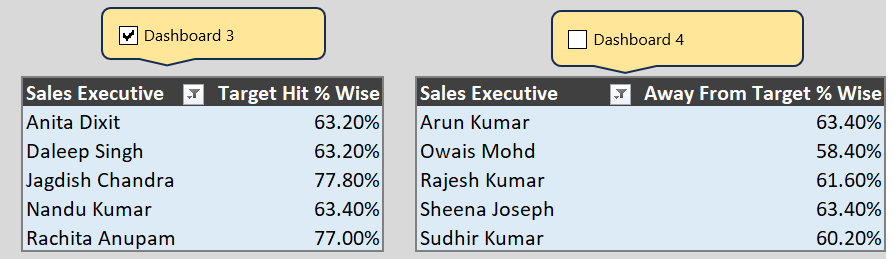 Dashboard 3
Sales Executive Target Hit % Wise
Anita Dixit 63.20%
Daleep Singh 63.20%
Jagdish Chandra 77.80%
Nandu Kumar 63.40%
Rachita Anupam 77.00%
Dashboard 4
Sales Executive Away From Target % Wise
Arun Kumar 63.40%
Owais Mohd 58.40%
Rajesh Kumar 61.60%
Sheena Joseph 63.40%
Sudhir Kumar 60.20%